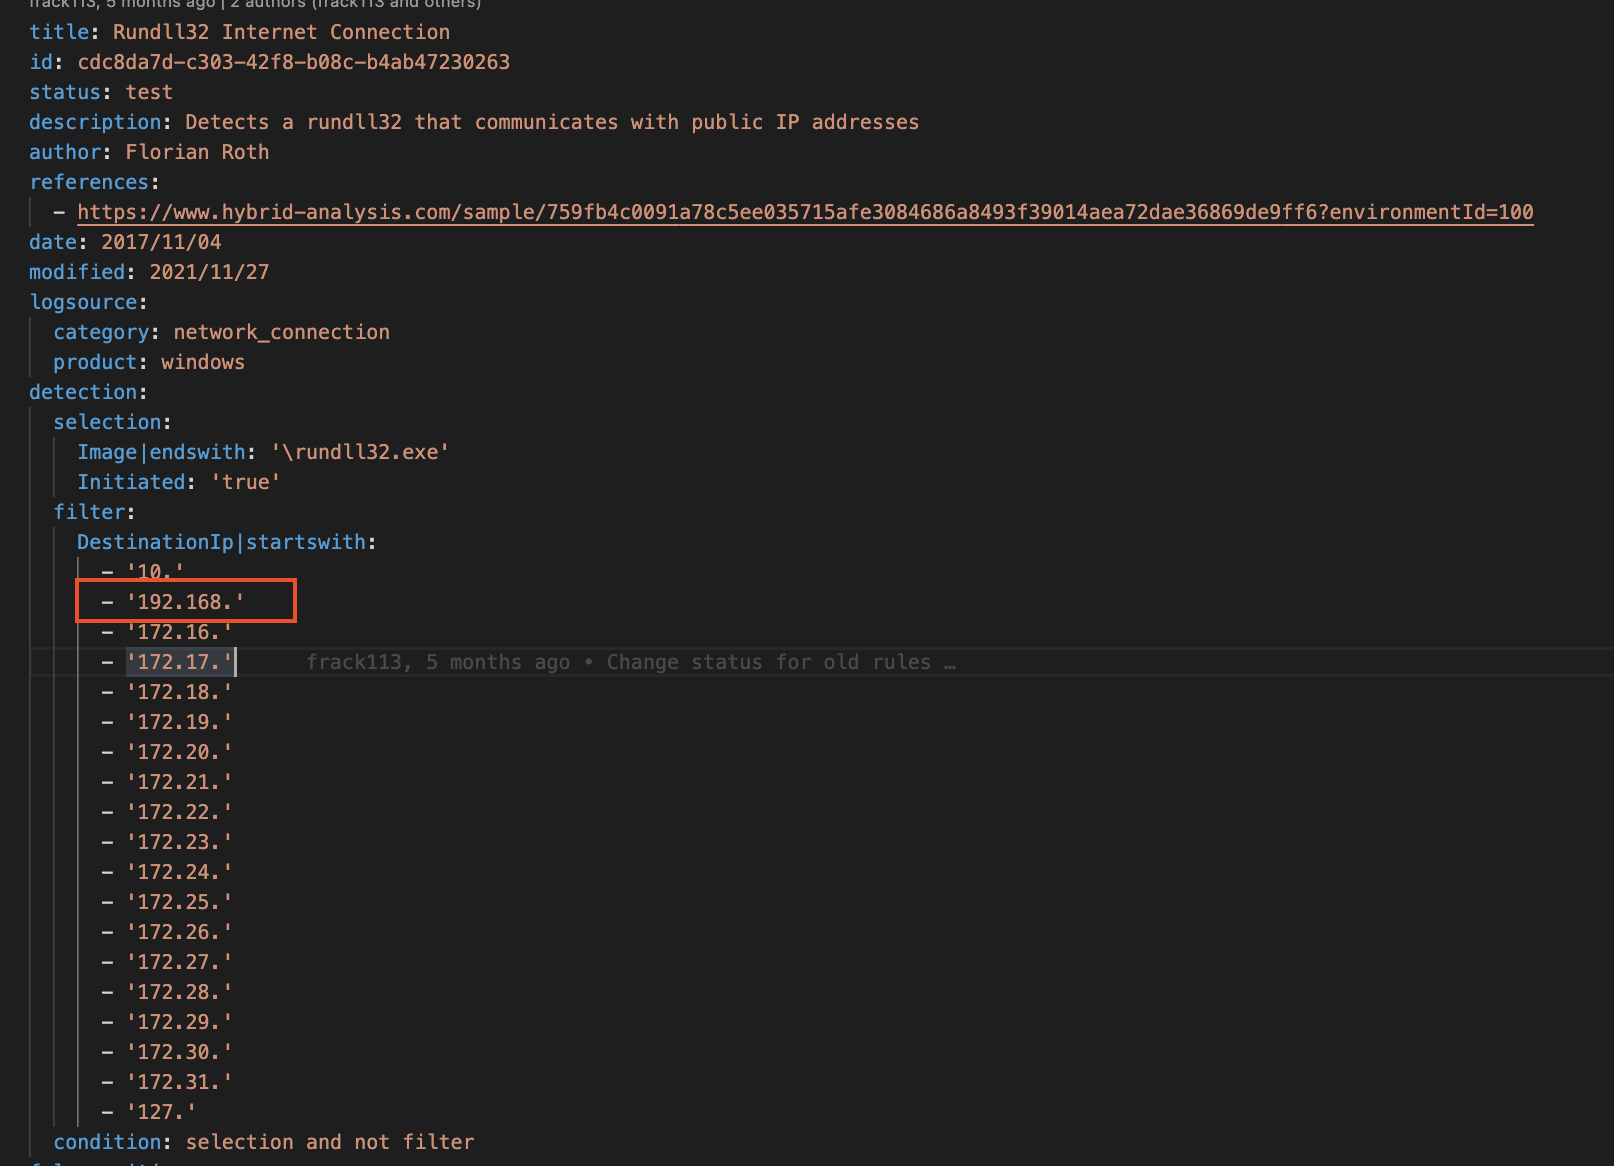 frack113, 5 months ago | 2 authors (frack113 and others)
title: Rundll32 Internet Connection
id: cdc8da7d-c303-42f8-b08c-b4ab47230263
status: test
description: Detects a rundll32 that communicates with public IP addresses
author: Florian Roth
references:
- https://www.hybrid-analysis.com/sample/759fb4c0091a78c5ee035715afe3084686a8493f39014aea72dae36869de9ff6?environmentId=100
date: 2017/11/04
modified: 2021/11/27
logsource:
category: network_connection
product: windows
detection:
selection:
Image|endswith: '\rundll32.exe'
Initiated: 'true'
filter:
DestinationIp|startswith:
- '10.'
- '192.168.'
- '172.16.'
- '172.17.' frack113, 5 months ago • Change status for old rules …
- '172.18.'
- '172.19.'
- '172.20.'
- '172.21.'
- '172.22.'
- '172.23.'
- '172.24.'
- '172.25.'
- '172.26.'
- '172.27.'
- '172.28.'
- '172.29.'
- '172.30.'
- '172.31.'
- '127.'
condition: selection and not filter